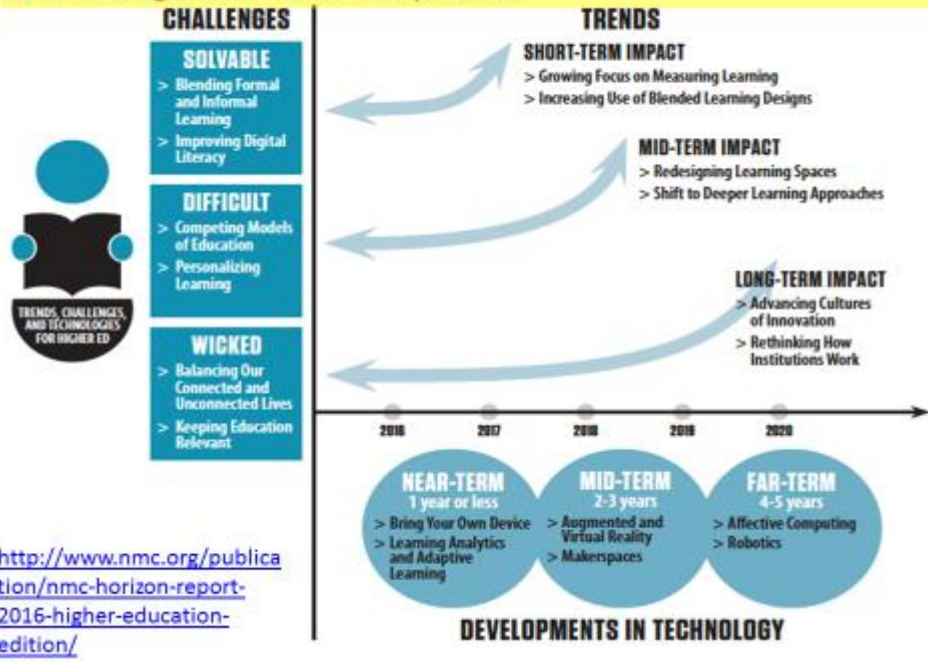 CHALLENGES
SOLVABLE
> Blending Formal
and Informal
Learning
> Improving Digital
Literacy
DIFFICULT
> Competing Models
of Education
> Personalizing
Learning
WICKED
> Balancing Our
Connected and
Unconnected Lives
> Keeping Education
Relevant
TRENDS, CHALLENGES,
AND TECHNOLOGIES
FOR HIGHER ED
TRENDS
SHORT-TERM IMPACT
> Growing Focus on Measuring Learning
> Increasing Use of Blended Learning Designs
MID-TERM IMPACT
> Redesigning Learning Spaces
> Shift to Deeper Learning Approaches
LONG-TERM IMPACT
> Advancing Cultures
of Innovation
> Rethinking How
Institutions Work
2016 2017 2018 2019 2020
NEAR-TERM
1 year or less
> Bring Your Own Device
> Learning Analytics
and Adaptive
Learning
MID-TERM
2-3 years
> Augmented and
Virtual Reality
> Makerspaces
FAR-TERM
4-5 years
> Affective Computing
> Robotics
DEVELOPMENTS IN TECHNOLOGY
http://www.nmc.org/publica
tion/nmc-horizon-report-
2016-higher-education-
edition/